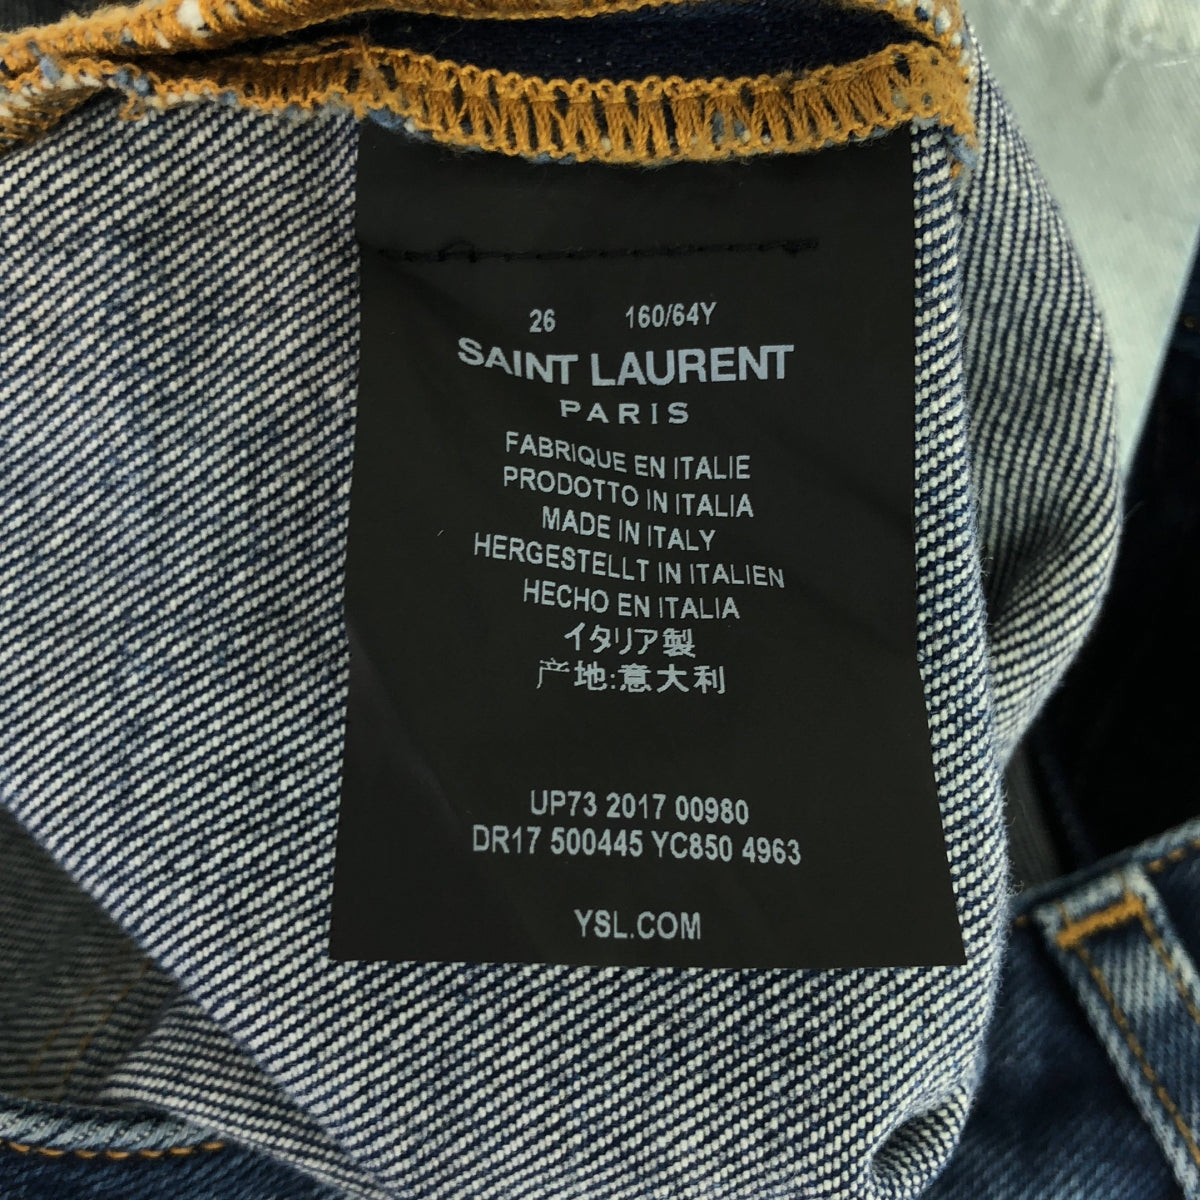 26 160/64Y
SAINT LAURENT
PARIS
FABRIQUE EN ITALIE
PRODOTTO IN ITALIA
MADE IN ITALY
HERGESTELLT IN ITALIEN
HECHO EN ITALIA
イタリア製
产地:意大利
UP73 2017 00980
DR17 500445 YC850 4963
YSL.COM